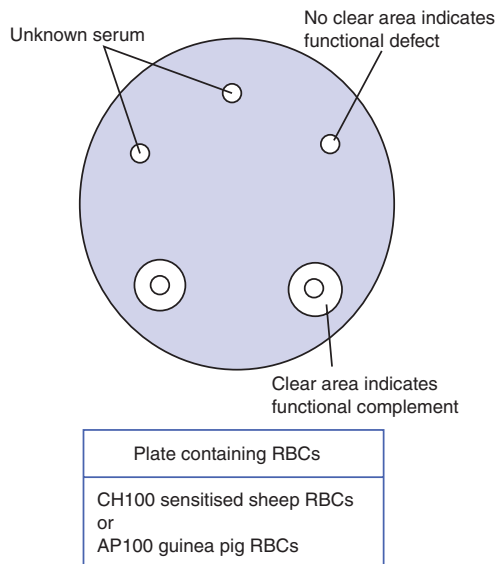 Unknown serum
No clear area indicates
functional defect
Clear area indicates
functional complement
Plate containing RBCs
CH100 sensitised sheep RBCs
or
AP100 guinea pig RBCs